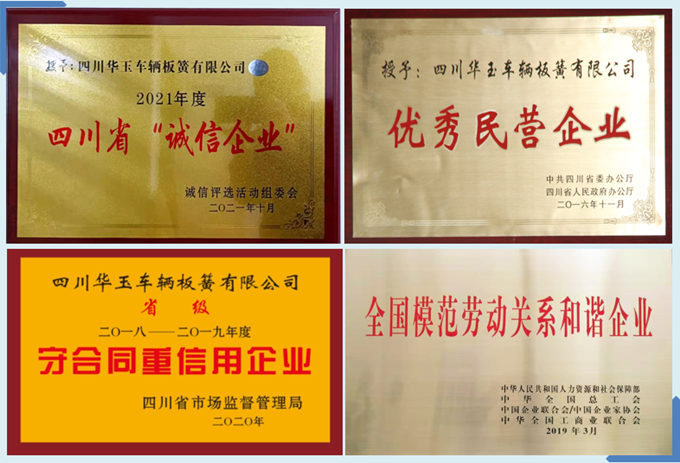 授予：四川华玉车辆板簧有限公司
2021年度
四川省“诚信企业”
诚信评选活动组委会
二〇二一年十月
授予：四川华玉车辆板簧有限公司
优秀民营企业
中共四川省委办公厅
四川省人民政府办公厅
二〇一六年十一月
四川华玉车辆板簧有限公司
省 级
二〇一八——二〇一九年度
守合同重信用企业
四川省市场监督管理局
二〇二〇年
全国模范劳动关系和谐企业
中华人民共和国人力资源和社会保障部
中华全国总工会
中国企业联合会/中国企业家协会
中华全国工商业联合会
2019 年 3月